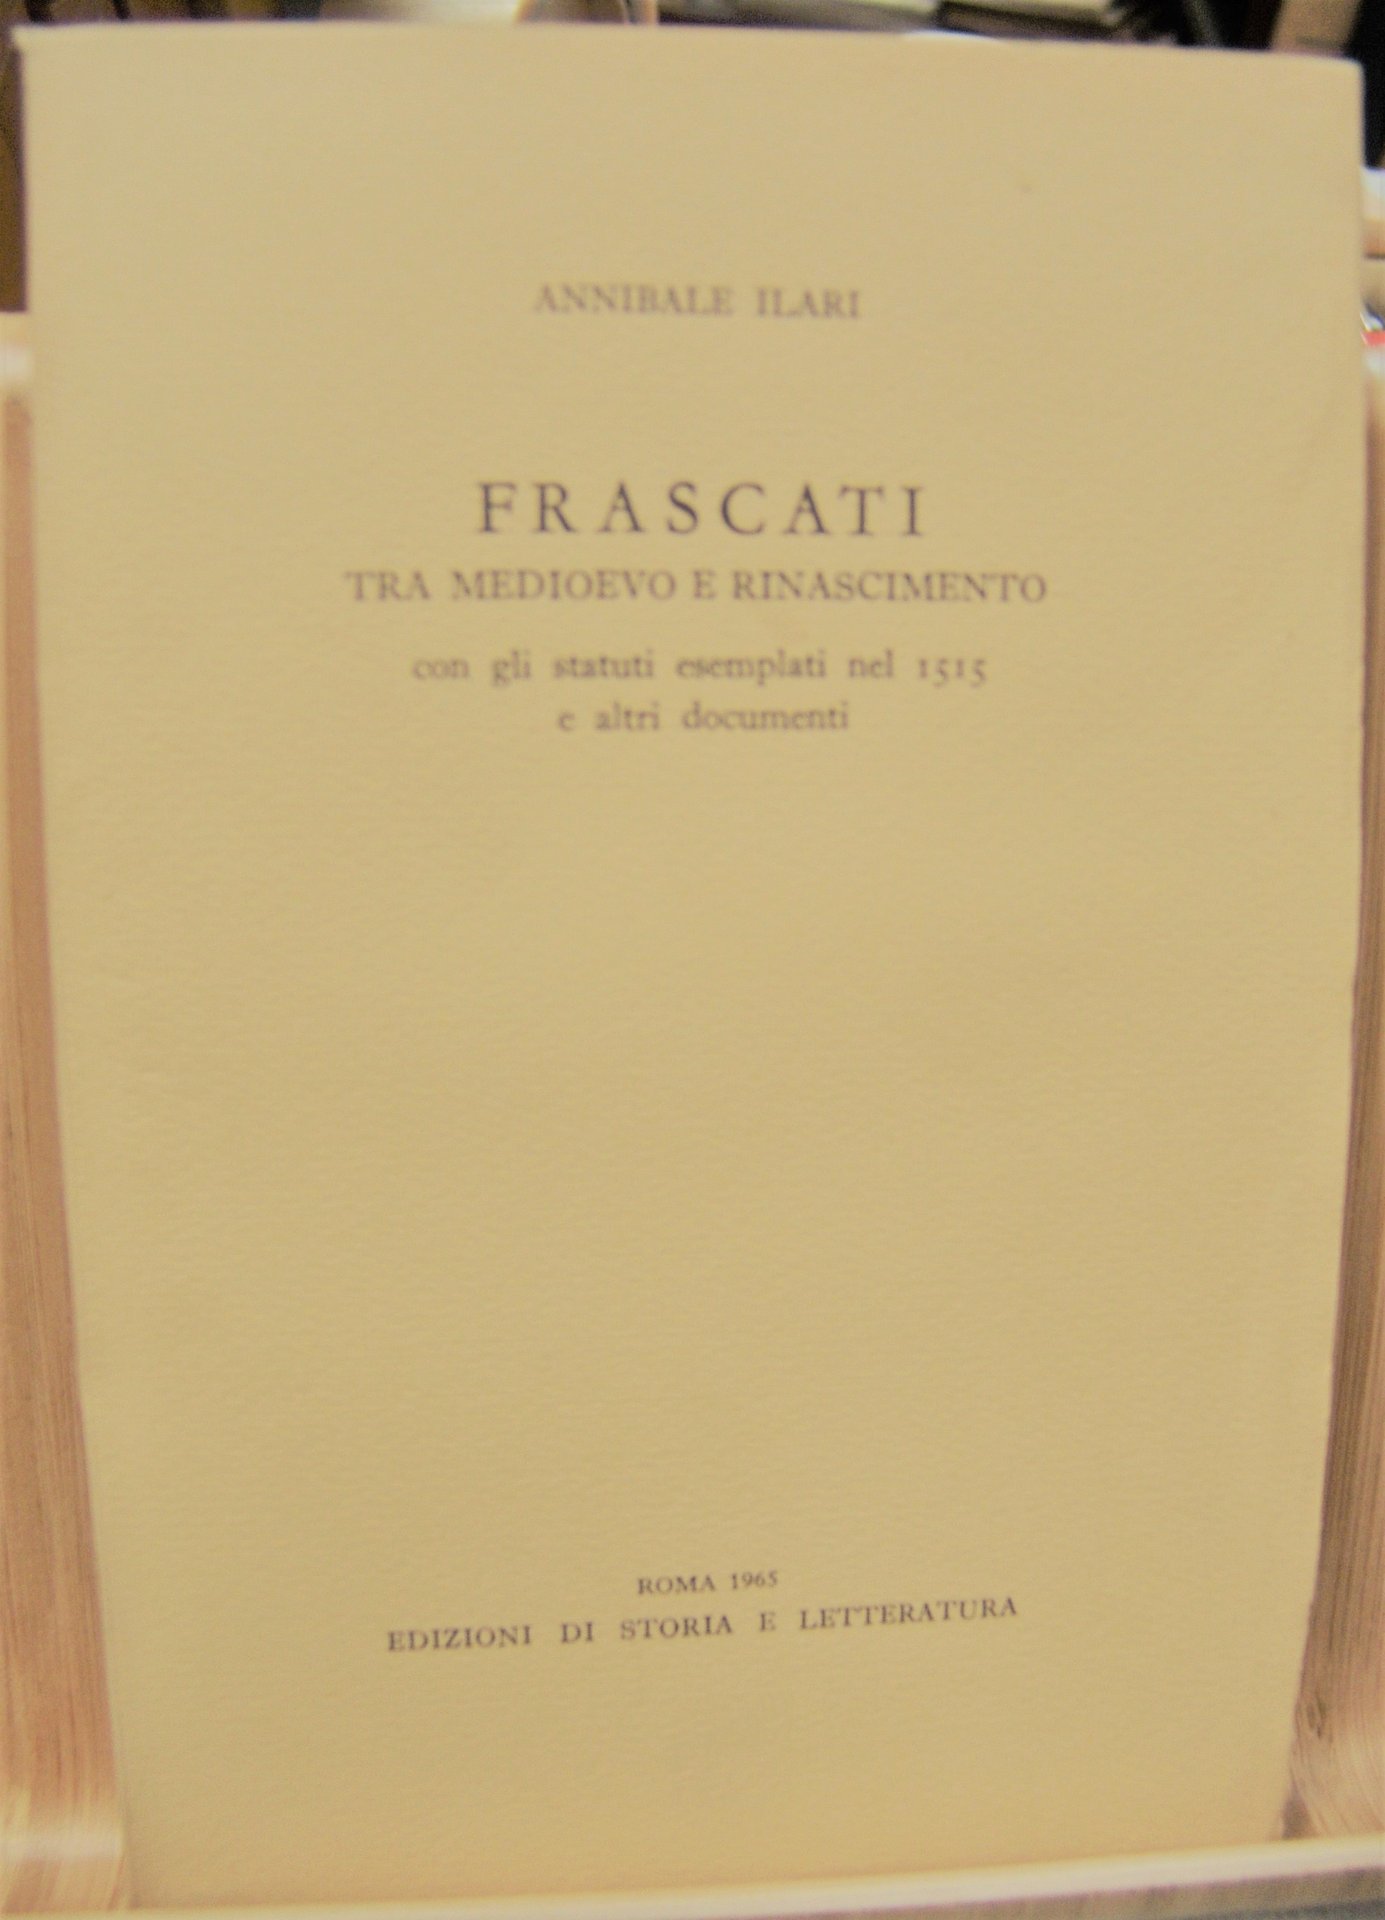 ANNIBALE ILARI
FRASCATI
TRA MEDIOEVO E RINASCIMENTO
con gli statuti esemplati nel 1515
e altri documenti
ROMA 1965
EDIZIONI DI STORIA E LETTERATURA